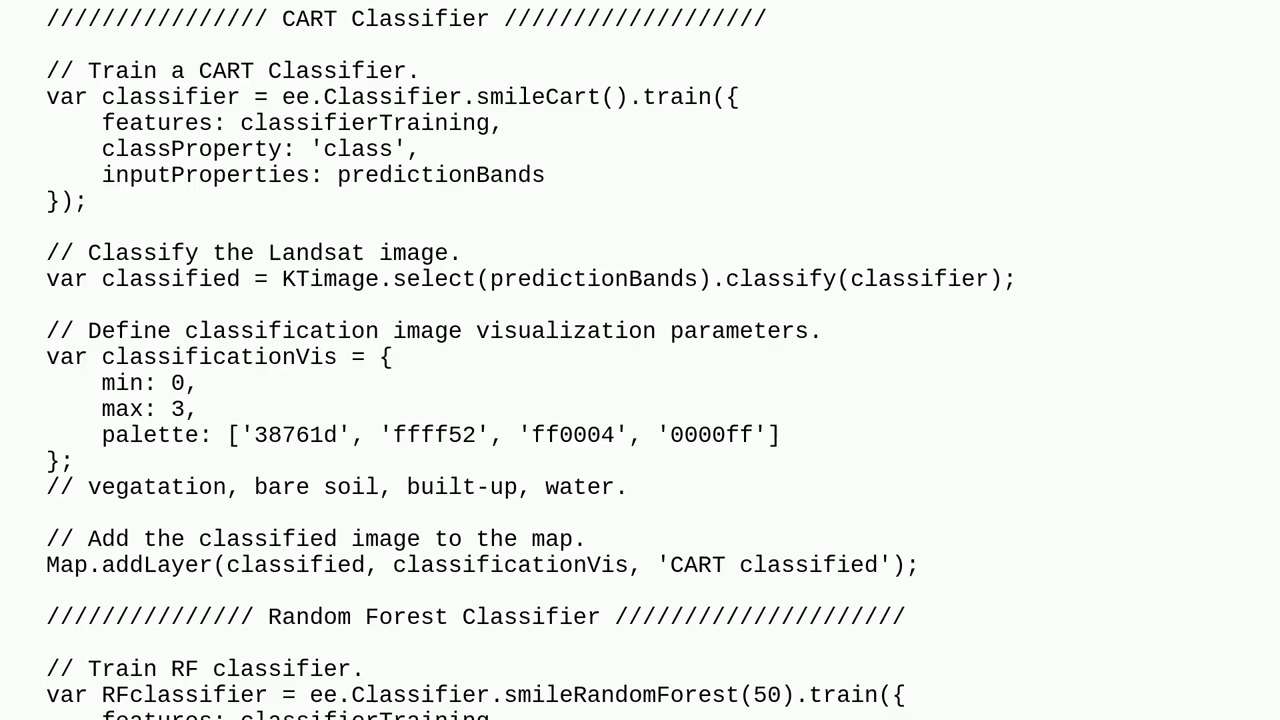 //////////////// CART Classifier ///////////////////
// Train a CART Classifier.
var classifier = ee.Classifier.smileCart().train({
features: classifierTraining,
classProperty: 'class',
inputProperties: predictionBands
});
// Classify the Landsat image.
var classified = KTimage.select(predictionBands).classify(classifier);
// Define classification image visualization parameters.
var classificationVis = {
min: 0,
max: 3,
palette: ['38761d', 'ffff52', 'ff0004', '0000ff']
};
// vegatation, bare soil, built-up, water.
// Add the classified image to the map.
Map.addLayer(classified, classificationVis, 'CART classified');
/////////////// Random Forest Classifier /////////////////////
// Train RF classifier.
var RFclassifier = ee.Classifier.smileRandomForest(50).train({
features: classifierTraining,